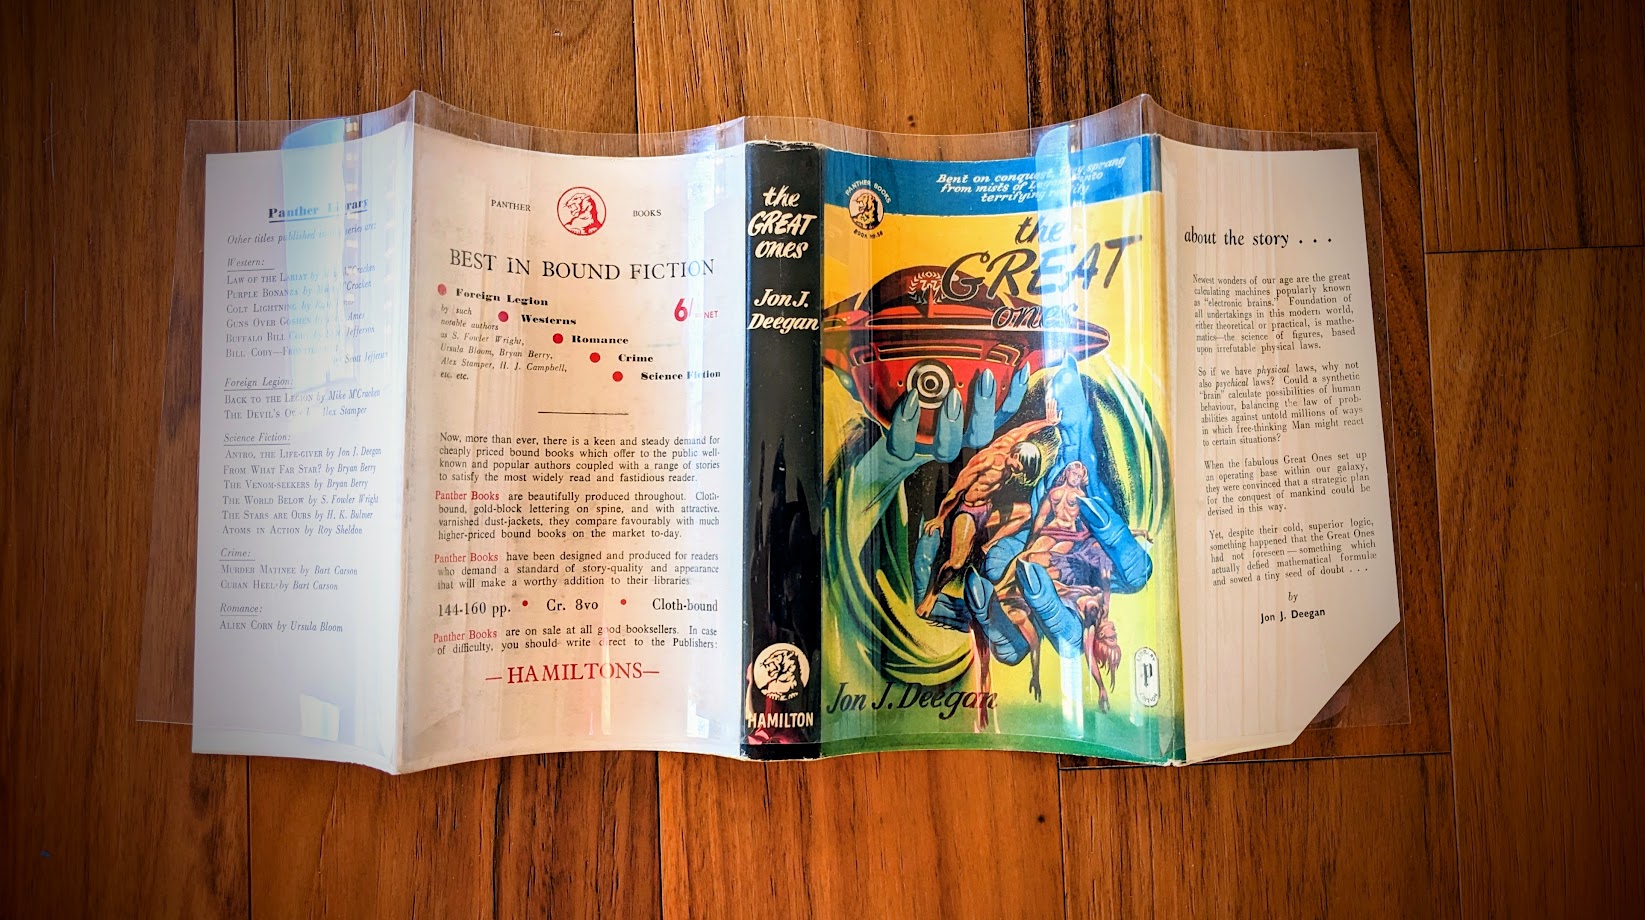 Panther Library
Other titles published in this series are:
Western:
LAW OF THE LARIAT by M'Cracken
PURPLE BONANZA by M'Cracken
COLT LIGHTNING by
GUNS OVER GOSHEN by Ames
BUFFALO BILL Jefferson
BILL CODY—
by Scott Jefferson
Foreign Legion:
BACK TO THE LEGION by Mike M'Cracken
THE DEVIL'S Alex Stamper
Science Fiction:
ANTRO, THE LIFE-GIVER by Jon J. Deegan
FROM WHAT FAR STAR? by Bryan Berry
THE VENOM-SEEKERS by Bryan Berry
THE WORLD BELOW by S. Fowler Wright
THE STARS ARE OURS by H. K. Bulmer
ATOMS IN ACTION by Roy Sheldon
Crime:
MURDER MATINEE by Bart Carson
CUBAN HEEL by Bart Carson
Romance:
ALIEN CORN by Ursula Bloom
PANTHER BOOKS
BEST IN BOUND FICTION
Foreign Legion
Westerns
Romance
Crime
Science Fiction
6/- NET
by such
notable authors
as S. Fowler Wright,
Ursula Bloom, Bryan Berry,
Alex Stamper, H. J. Campbell,
etc. etc.
Now, more than ever, there is a keen and steady demand for
cheaply priced bound books which offer to the public well-
known and popular authors coupled with a range of stories
to satisfy the most widely read and fastidious reader.
Panther Books are beautifully produced throughout. Cloth-
bound, gold-block lettering on spine, and with attractive,
varnished dust-jackets, they compare favourably with much
higher-priced bound books on the market to-day.
Panther Books have been designed and produced for readers
who demand a standard of story-quality and appearance
that will make a worthy addition to their libraries.
144-160 pp. • Cr. 8vo • Cloth-bound
Panther Books are on sale at all good booksellers. In case
of difficulty, you should write direct to the Publishers:
—HAMILTONS—
the
GREAT
ONES
Jon J.
Deegan
HAMILTON
PANTHER BOOKS
Bent on conquest, they sprang
from mists of Legend into
terrifying reality
the
GREAT
ones
Jon J. Deegan
P
about the story . . .
Newest wonders of our age are the great
calculating machines popularly known
as "electronic brains." Foundation of
all undertakings in this modern world,
either theoretical or practical, is mathe-
matics—the science of figures, based
upon irrefutable physical laws.
So if we have physical laws, why not
also psychical laws? Could a synthetic
"brain" calculate possibilities of human
behaviour, balancing the law of prob-
abilities against untold millions of ways
in which free-thinking Man might react
to certain situations?
When the fabulous Great Ones set up
an operating base within our galaxy,
they were convinced that a strategic plan
for the conquest of mankind could be
devised in this way.
Yet, despite their cold, superior logic,
something happened that the Great Ones
had not foreseen—something which
actually defied mathematical formulæ
and sowed a tiny seed of doubt . . .
by
Jon J. Deegan